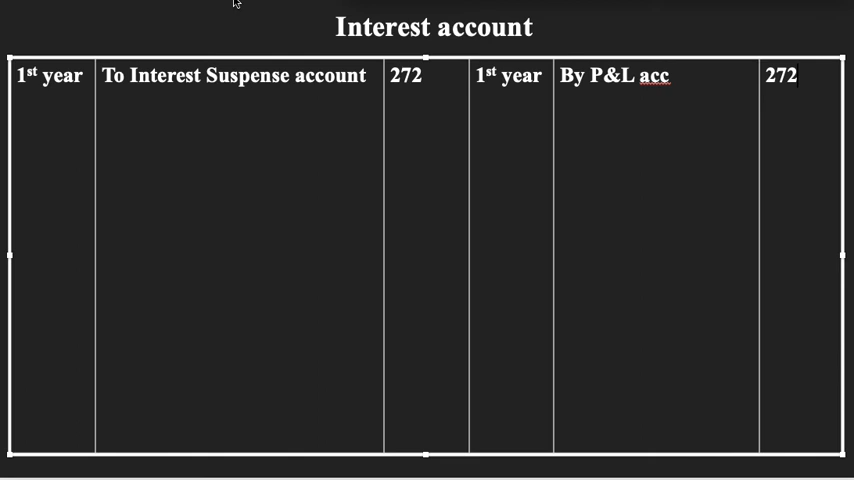 Interest account
1st year To Interest Suspense account 272 1st year By P&L acc 272